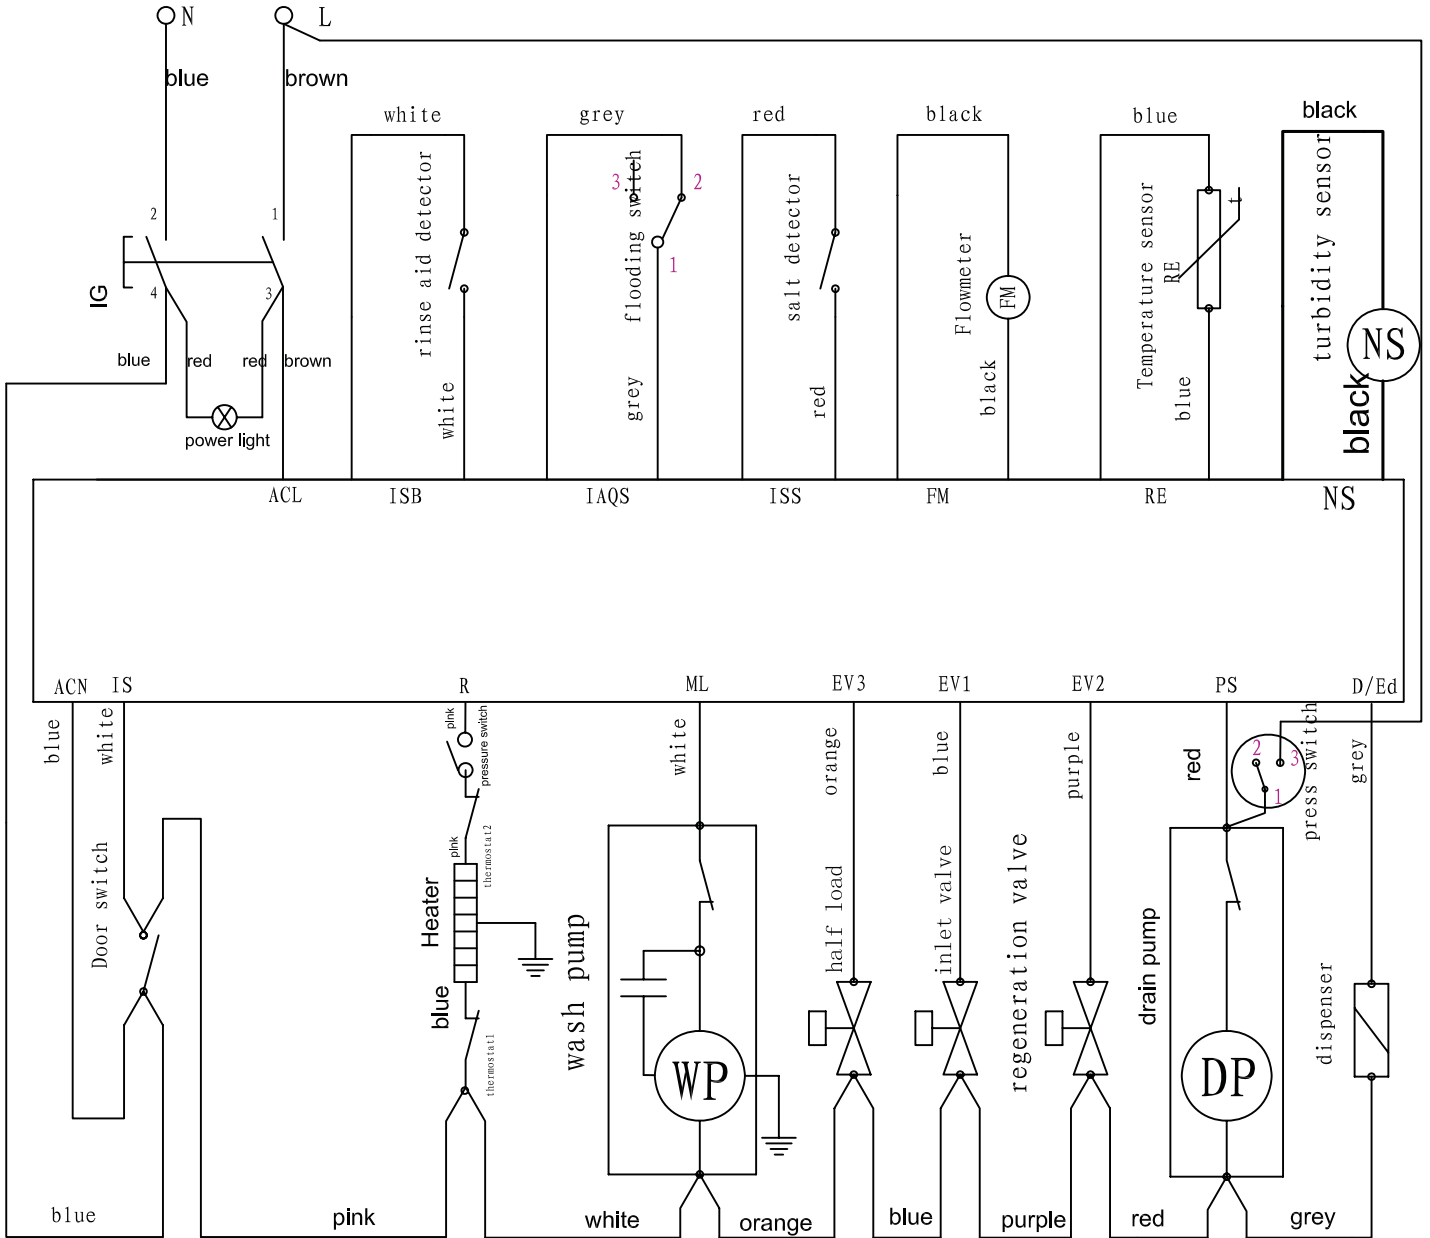 N
L
blue
brown
white
grey
red
black
blue
black
rinse aid detector
flooding switch
salt detector
Flowmeter
Temperature sensor
turbidity sensor
3
2
1
2
1
4
3
IG
FM
RE
t
NS
blue
red
red
brown
power light
white
grey
red
black
blue
black
ACL
ISB
IAQS
ISS
FM
RE
NS
ACN
IS
R
ML
EV3
EV1
EV2
PS
D/Ed
blue
white
pInk
pressure switch
white
orange
blue
purple
red
2
3
1
press switch
grey
Door switch
pInk
thermostat2
Heater
blue
thermostat1
wash pump
WP
half load
inlet valve
regeneration valve
drain pump
DP
dispenser
blue
pink
white
orange
blue
purple
red
grey